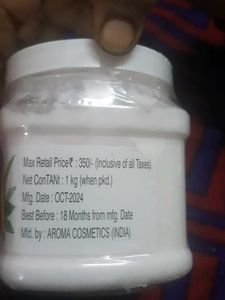 Max Retail Price₹ : 350/- (Inclusive of all Taxes)
Net ConTANt : 1 kg (when pkd.)
Mfg. Date : OCT-2024
Best Before : 18 Months from mfg. Date
Mfd. by : AROMA COSMETICS (INDIA)